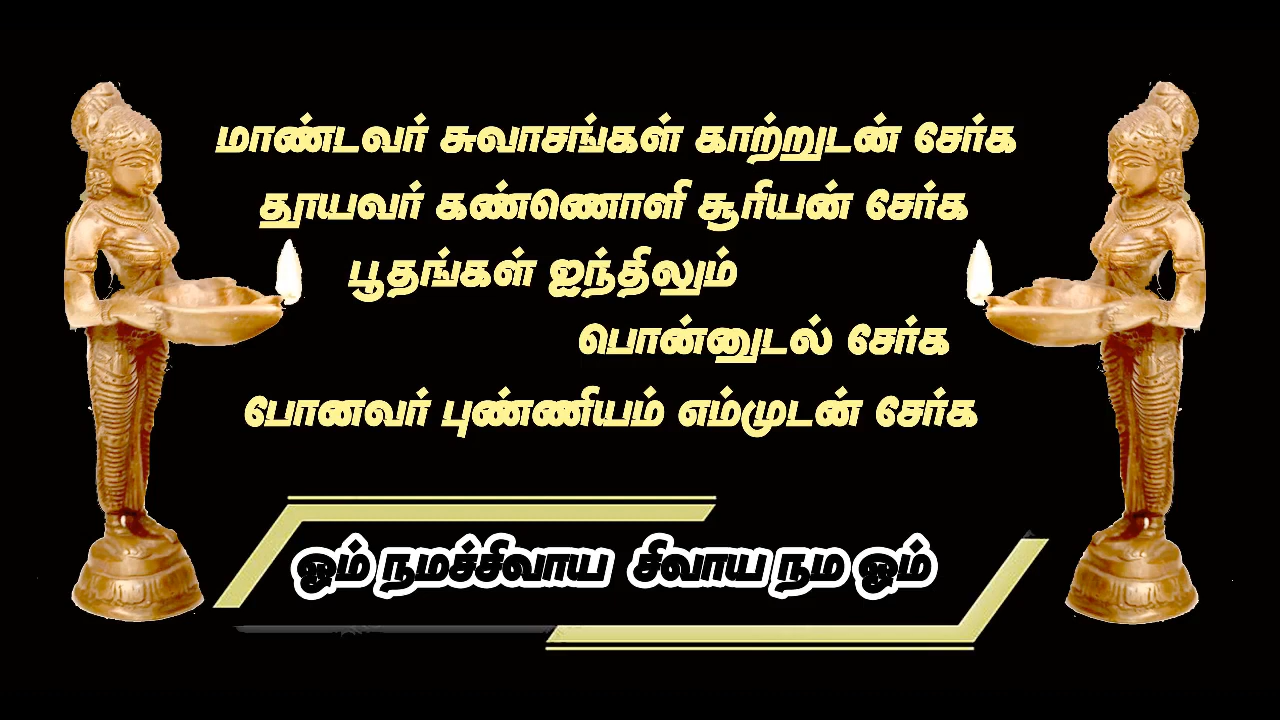 மாண்டவர் சுவாசங்கள் காற்றுடன் சேர்க
தூயவர் கண்ணொளி சூரியன் சேர்க
பூதங்கள் ஐந்திலும்
பொன்னுடல் சேர்க
போனவர் புண்ணியம் எம்முடன் சேர்க
ஓம் நமச்சிவாய சிவாய நம ஓம்